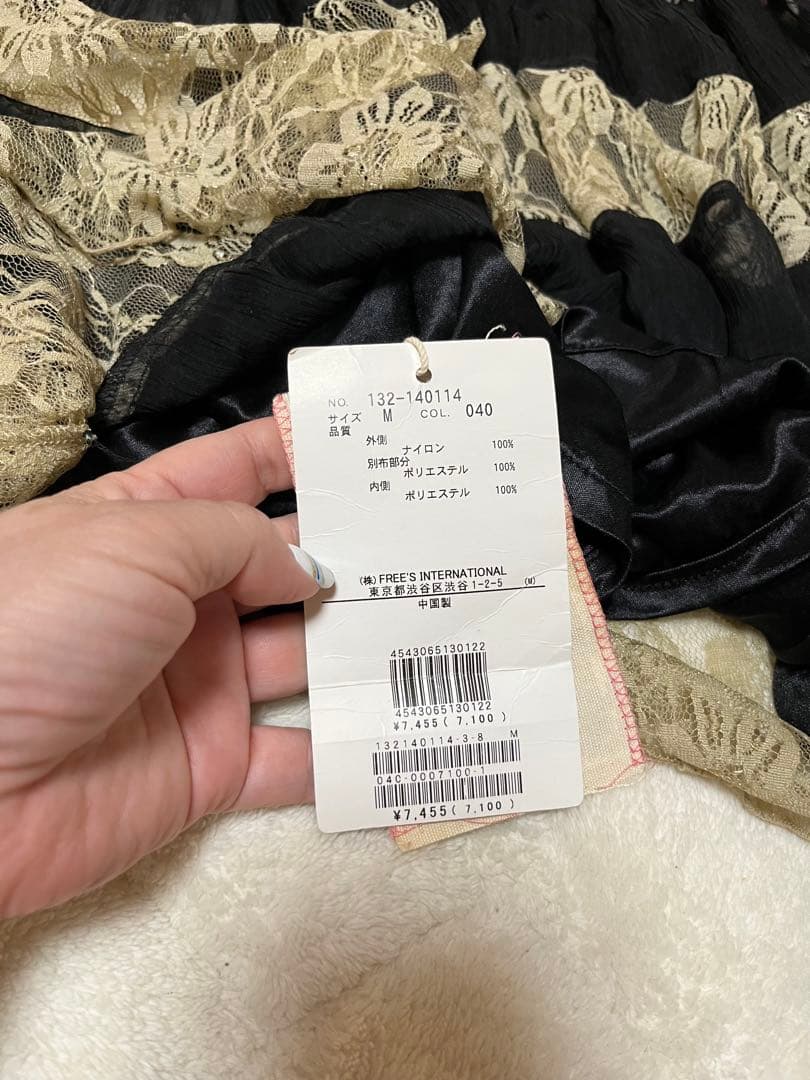 NO. 132-140114
サイズ M COL. 040
品質
外側
ナイロン 100%
別布部分
ポリエステル 100%
内側
ポリエステル 100%
(株) FREE'S INTERNATIONAL
東京都渋谷区渋谷1-2-5 (M)
中国製
4543065130122
4543065130122
¥7,455(7,100)
132140114-3-8 M
040-0007100-1
¥7,455(7,100)